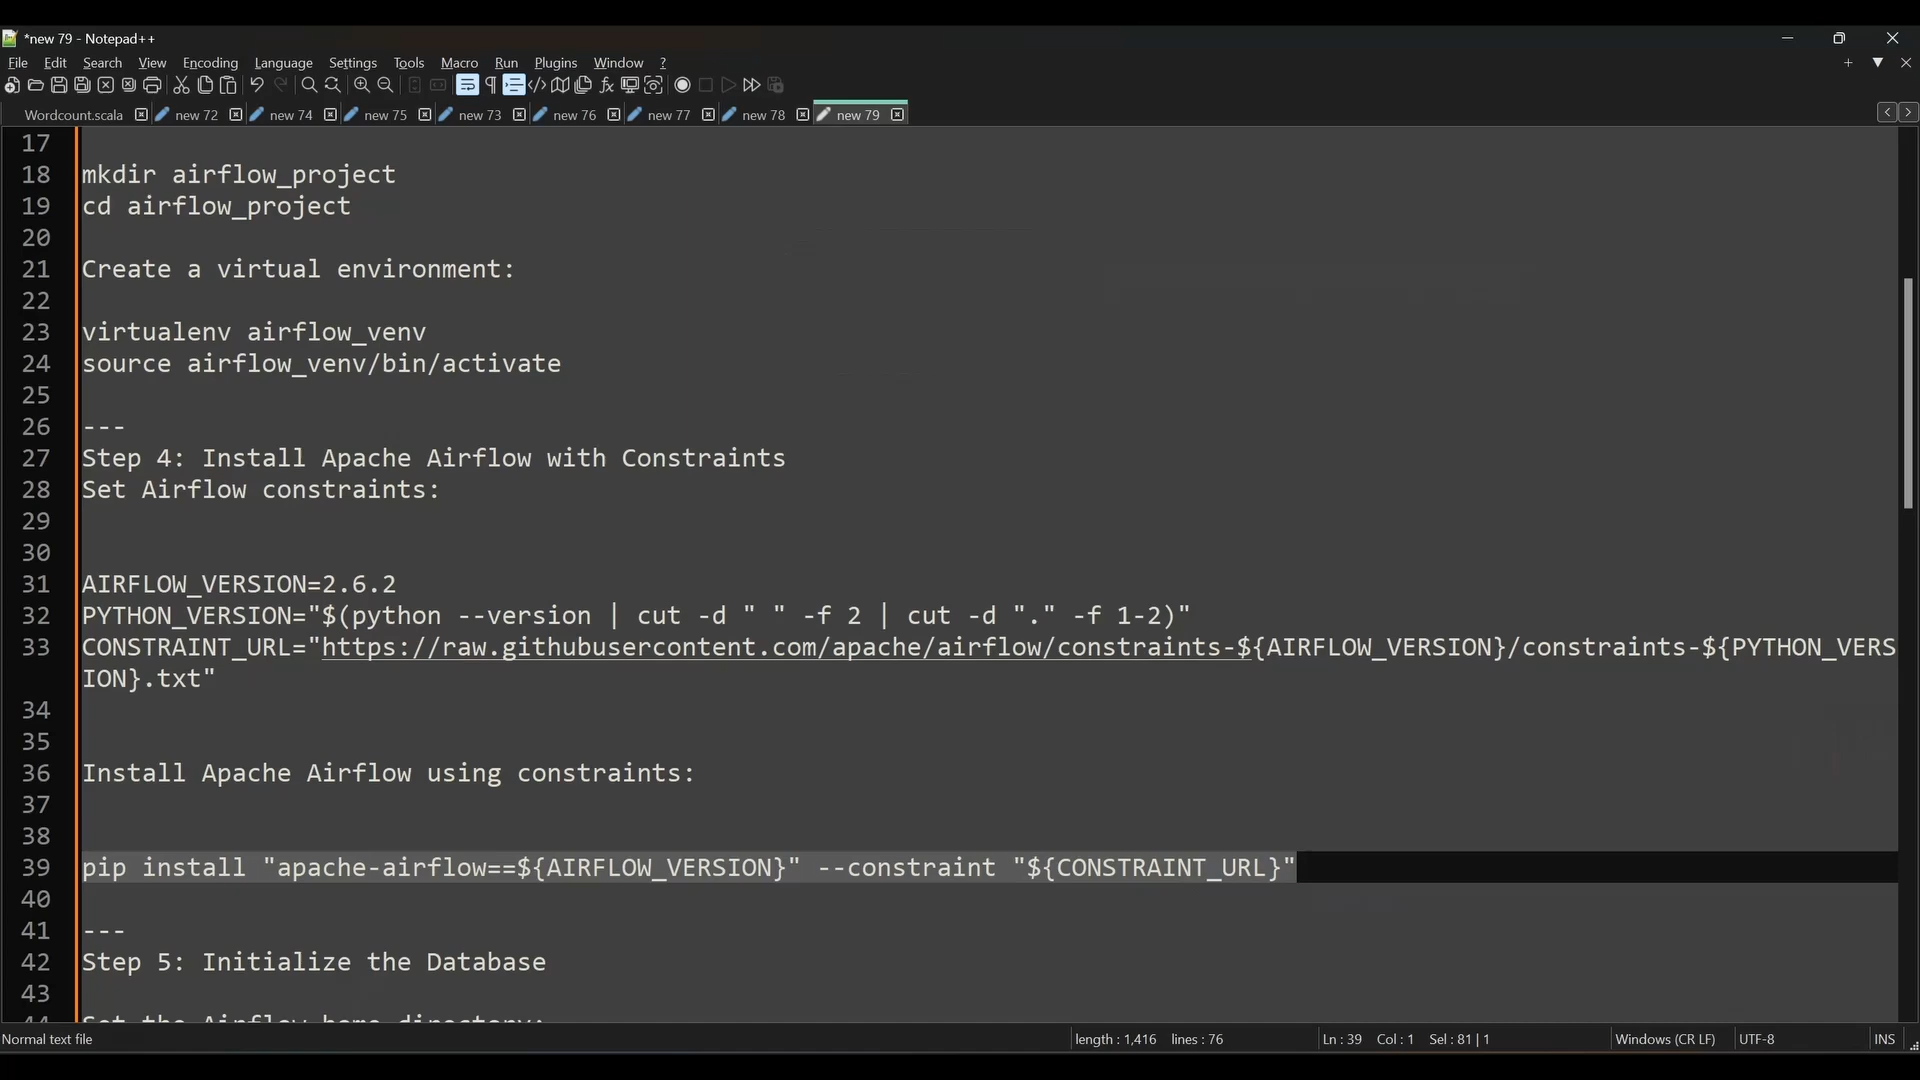 *new 79 - Notepad++
File Edit Search View Encoding Language Settings Tools Macro Run Plugins Window ?
Wordcount.scala new 72 new 74 new 75 new 73 new 76 new 77 new 78 new 79
17
18 mkdir airflow_project
19 cd airflow_project
20
21 Create a virtual environment:
22
23 virtualenv airflow_venv
24 source airflow_venv/bin/activate
25
26 ---
27 Step 4: Install Apache Airflow with Constraints
28 Set Airflow constraints:
29
30
31 AIRFLOW_VERSION=2.6.2
32 PYTHON_VERSION="$(python --version | cut -d " " -f 2 | cut -d "." -f 1-2)"
33 CONSTRAINT_URL="https://raw.githubusercontent.com/apache/airflow/constraints-${AIRFLOW_VERSION}/constraints-${PYTHON_VERS
ION}.txt"
34
35
36 Install Apache Airflow using constraints:
37
38
39 pip install "apache-airflow==${AIRFLOW_VERSION}" --constraint "${CONSTRAINT_URL}"
40
41 ---
42 Step 5: Initialize the Database
43
44 Set the Airflow home directory:
Normal text file length : 1,416 lines : 76 Ln : 39 Col : 1 Sel : 81 | 1 Windows (CR LF) UTF-8 INS